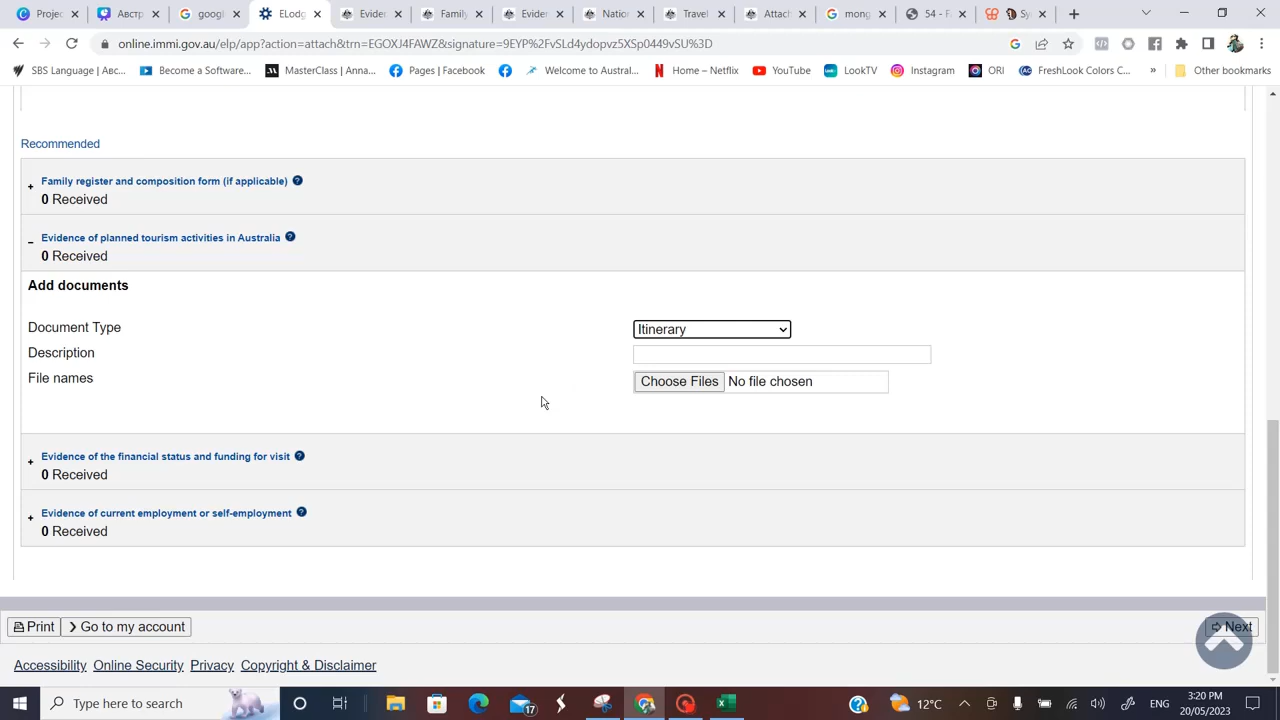 Projec
Австр
googl
ELodg
Eviden
Family
Eviden
Nation
Travel
Attach
mong
54 - F
Sy
online.immi.gov.au/elp/app?action=attach&trn=EGOXJ4FAWZ&signature=9EYP%2FvSLd4ydopvz5XSp0449vSU%3D
SBS Language | Авс...
Become a Software...
MasterClass | Anna...
Pages | Facebook
Welcome to Austral...
Home – Netflix
YouTube
LookTV
Instagram
ORI
FreshLook Colors C...
»
Other bookmarks
Recommended
+ Family register and composition form (if applicable) ?
0 Received
– Evidence of planned tourism activities in Australia ?
0 Received
Add documents
Document Type
Itinerary
Description
File names
Choose Files No file chosen
+ Evidence of the financial status and funding for visit ?
0 Received
+ Evidence of current employment or self-employment ?
0 Received
Print
Go to my account
Next
Accessibility Online Security Privacy Copyright & Disclaimer
Type here to search
17
12°C
ENG
3:20 PM
20/05/2023